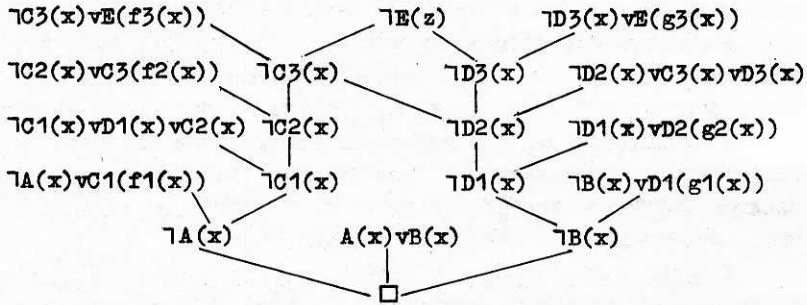 ⅂C3(x)vE(f3(x)) ⅂E(z) ⅂D3(x)vE(g3(x))
⅂C2(x)vC3(f2(x)) ⅂C3(x) ⅂D3(x) ⅂D2(x)vC3(x)vD3(x)
⅂C1(x)vD1(x)vC2(x) ⅂C2(x) ⅂D2(x) ⅂D1(x)vD2(g2(x))
⅂A(x)vC1(f1(x)) ⅂C1(x) ⅂D1(x) ⅂B(x)vD1(g1(x))
⅂A(x) A(x)vB(x) ⅂B(x)